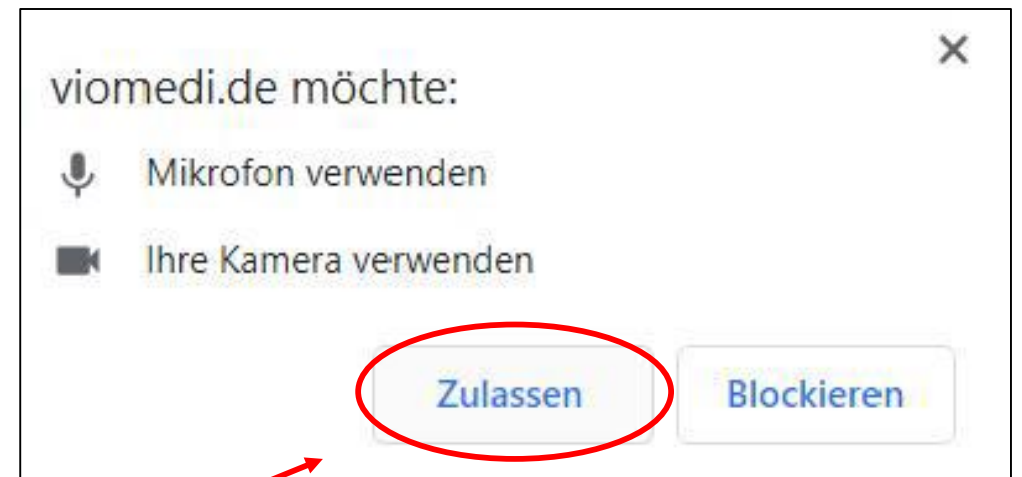 viomedi.de möchte:
Mikrofon verwenden
Ihre Kamera verwenden
Zulassen Blockieren